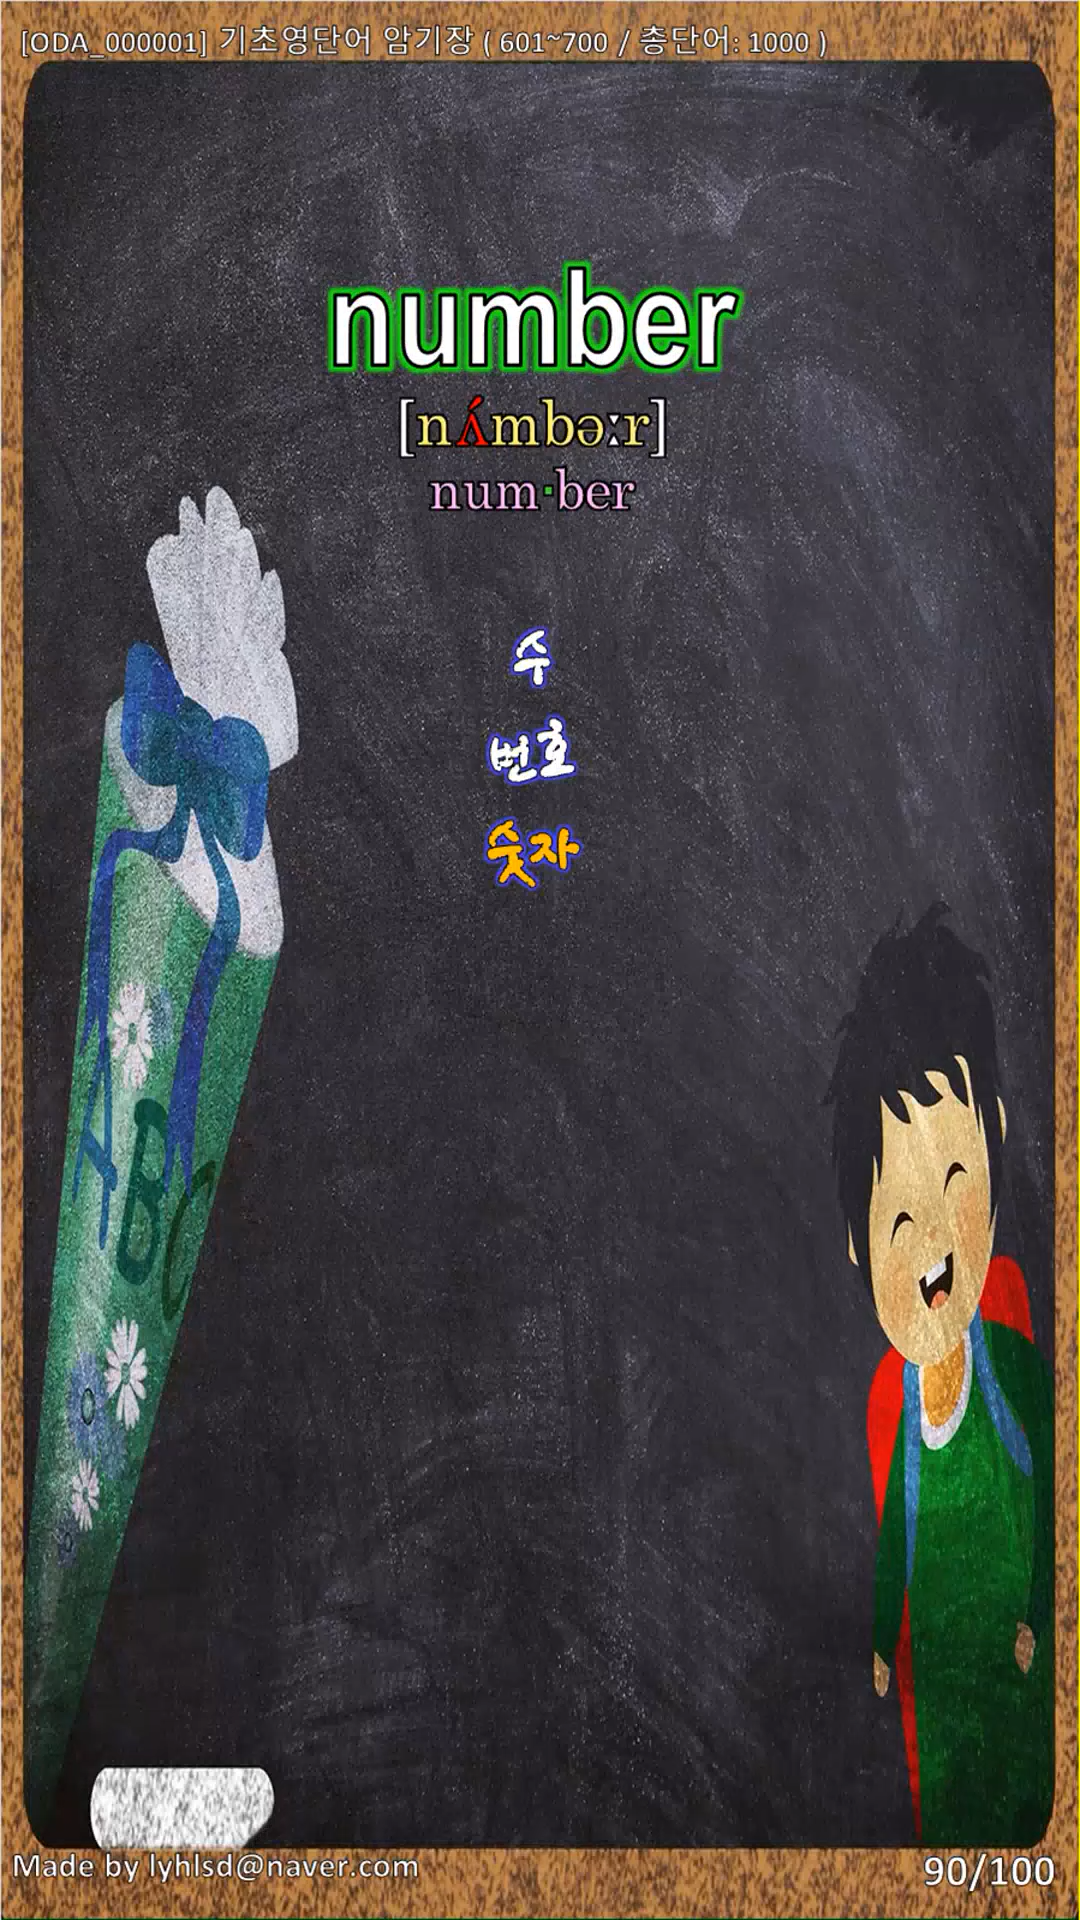 [ODA_000001] 기초영단어 암기장 ( 601~700 / 총단어: 1000 )
number
[nʌ́mbəːr]
num·ber
수
번호
숫자
ABC
Made by lyhlsd@naver.com
90/100